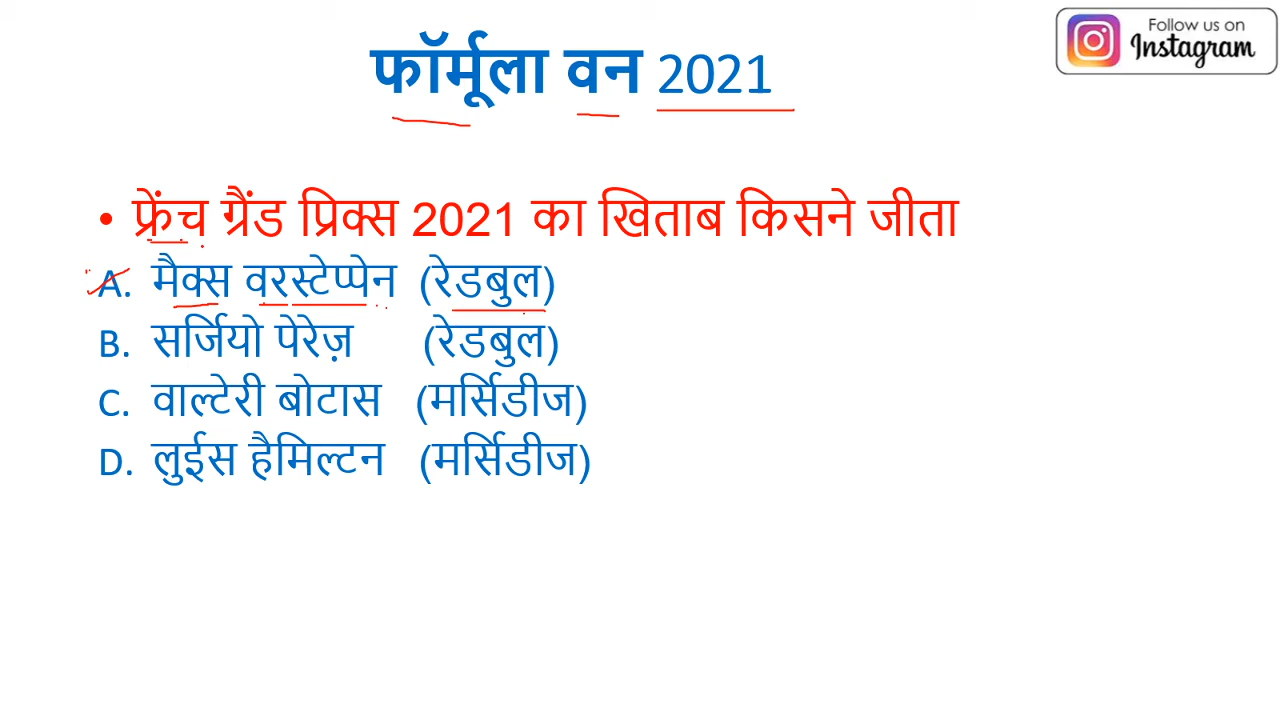 Follow us on
Instagram
फॉर्मूला वन 2021
• फ्रेंच ग्रैंड प्रिक्स 2021 का खिताब किसने जीता
A. मैक्स वरस्टेप्पेन (रेडबुल)
B. सर्जियो पेरेज़ (रेडबुल)
C. वाल्टेरी बोटास (मर्सिडीज)
D. लुईस हैमिल्टन (मर्सिडीज)